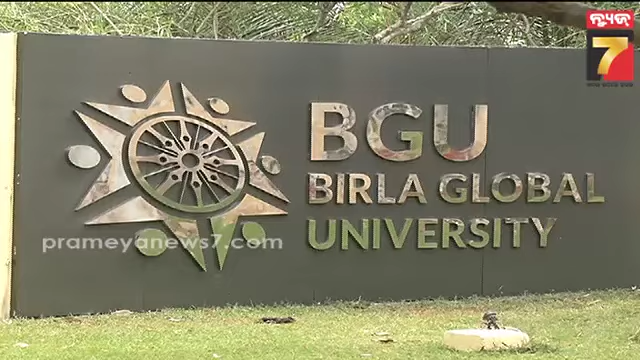 ନ୍ୟୁଜ୍
7
BGU
BIRLA GLOBAL
UNIVERSITY
prameyanews7.com